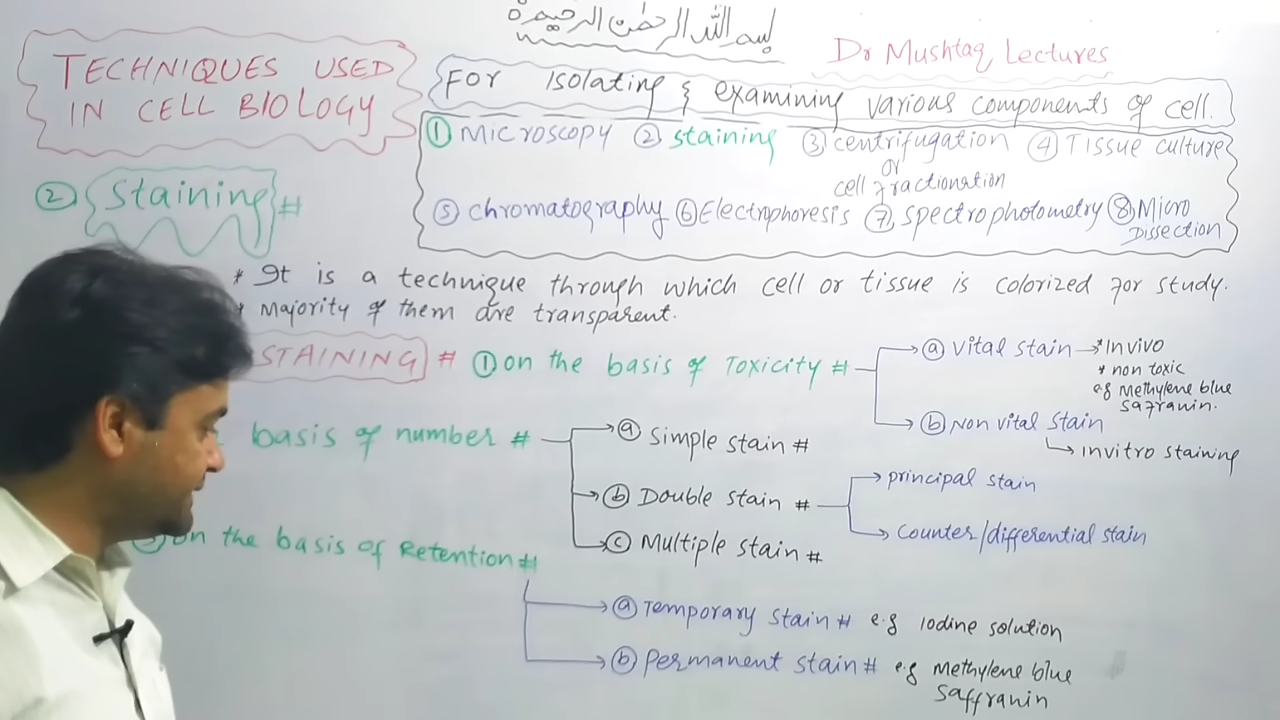 بسم الله الرحمن الرحيم
Dr Mushtaq Lectures
TECHNIQUES USED
IN CELL BIOLOGY
FOR Isolating & examining various components of cell.
① Microscopy ② staining ③ centrifugation ④ Tissue culture
or
cell fractionation
⑤ chromatography ⑥ Electrophoresis ⑦ spectrophotometry ⑧ Micro
Dissection
② Staining #
* It is a technique through which cell or tissue is colorized for study.
* Majority of them are transparent.
STAINING # ① on the basis of Toxicity #
ⓐ vital stain → * Invivo
* non toxic
eg Methylene blue
safranin.
ⓑ Non vital stain
Invitro staining
basis of number #
ⓐ Simple stain #
ⓑ Double stain #
principal stain
counter/differential stain
ⓒ Multiple stain #
on the basis of Retention #
ⓐ Temporary stain # e.g Iodine solution
ⓑ Permanent stain # e.g Methylene blue
saffranin